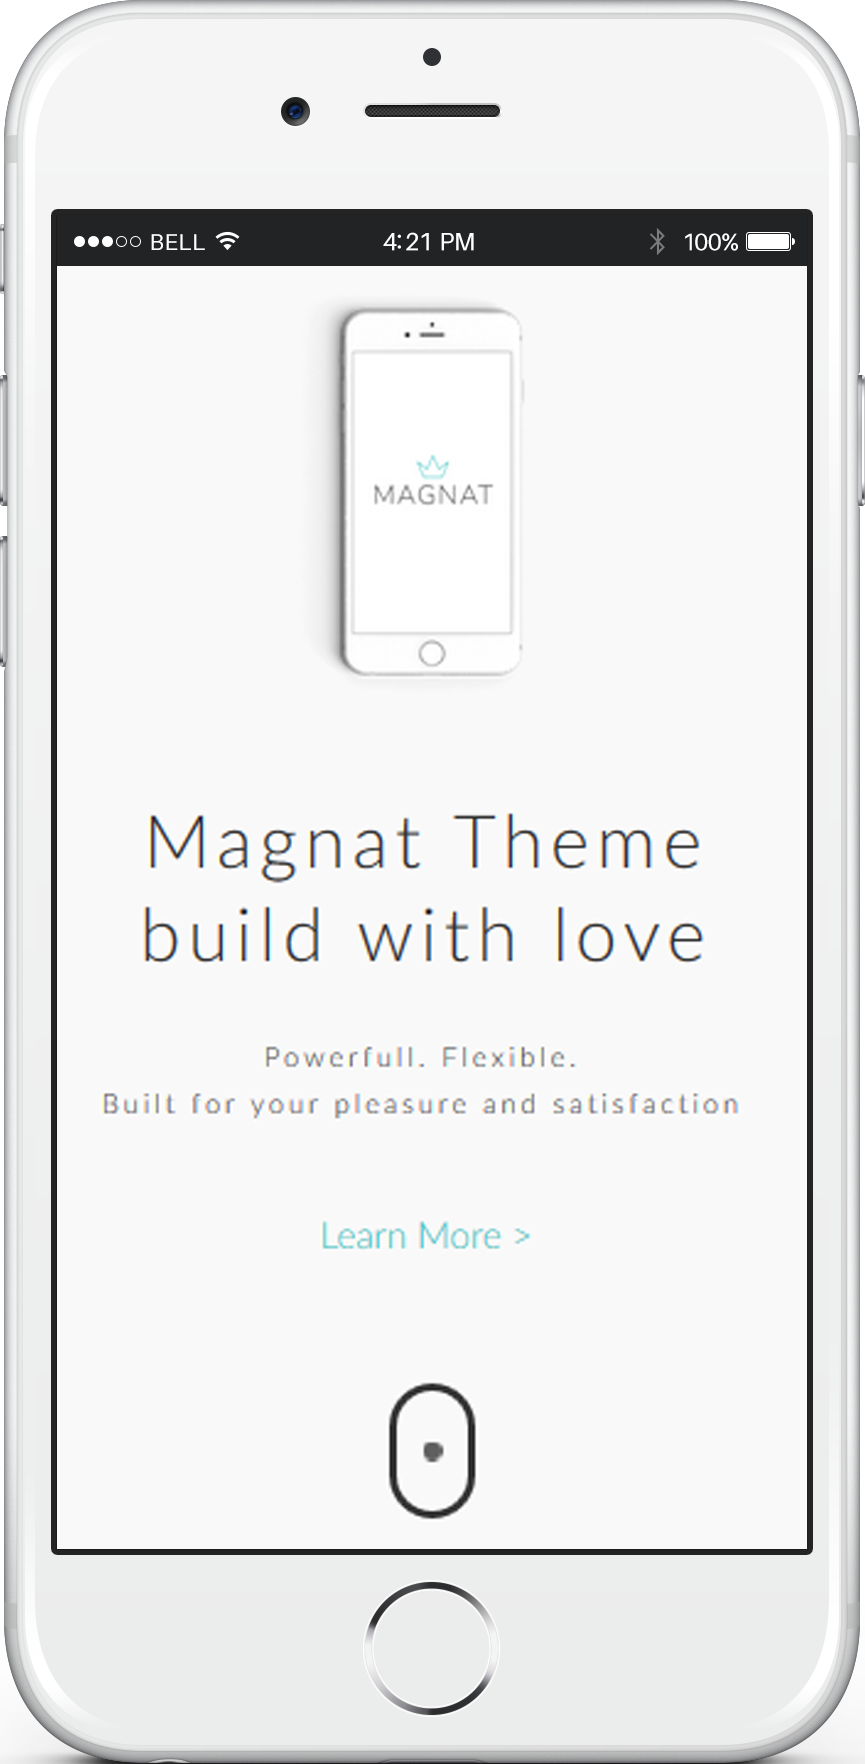 BELL 4:21 PM 100%
MAGNAT
Magnat Theme
build with love
Powerfull. Flexible.
Built for your pleasure and satisfaction
Learn More >